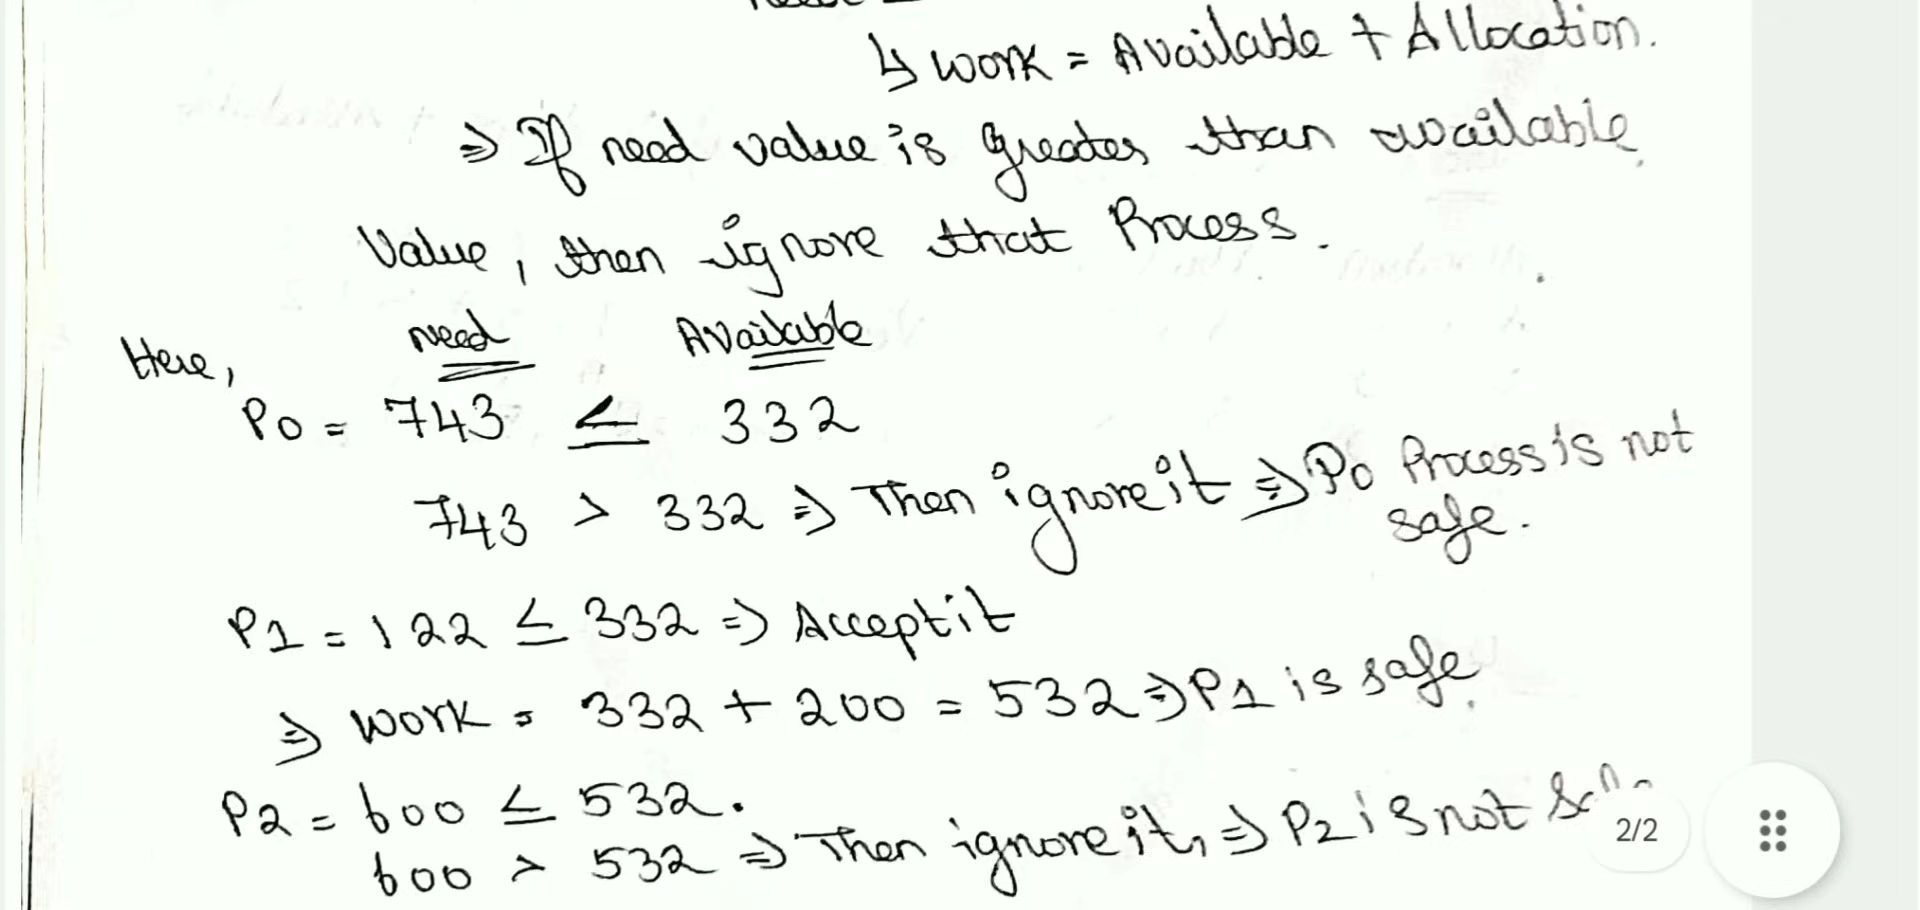 ↳ Work = Available + Allocation.
⇒ If need value is greater than available
Value, then ignore that Process.
Here, Need Available
P0 = 743 ≤ 332
743 > 332 ⇒ Then ignore it ⇒ P0 Process is not
safe.
P1 = 122 ≤ 332 ⇒ Accept it
⇒ Work = 332 + 200 = 532 ⇒ P1 is safe.
P2 = 600 ≤ 532.
600 > 532 ⇒ Then ignore it, ⇒ P2 is not
2/2